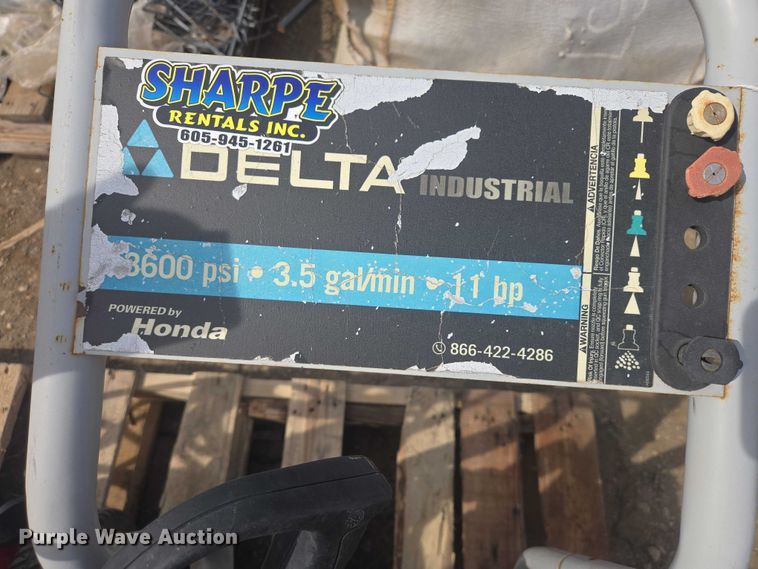 SHARPE
RENTALS INC.
605-945-1261
DELTA INDUSTRIAL
3600 psi • 3.5 gal/min • 11 hp
POWERED by
Honda
866-422-4286
ADVERTENCIA
WARNING
Purple Wave Auction